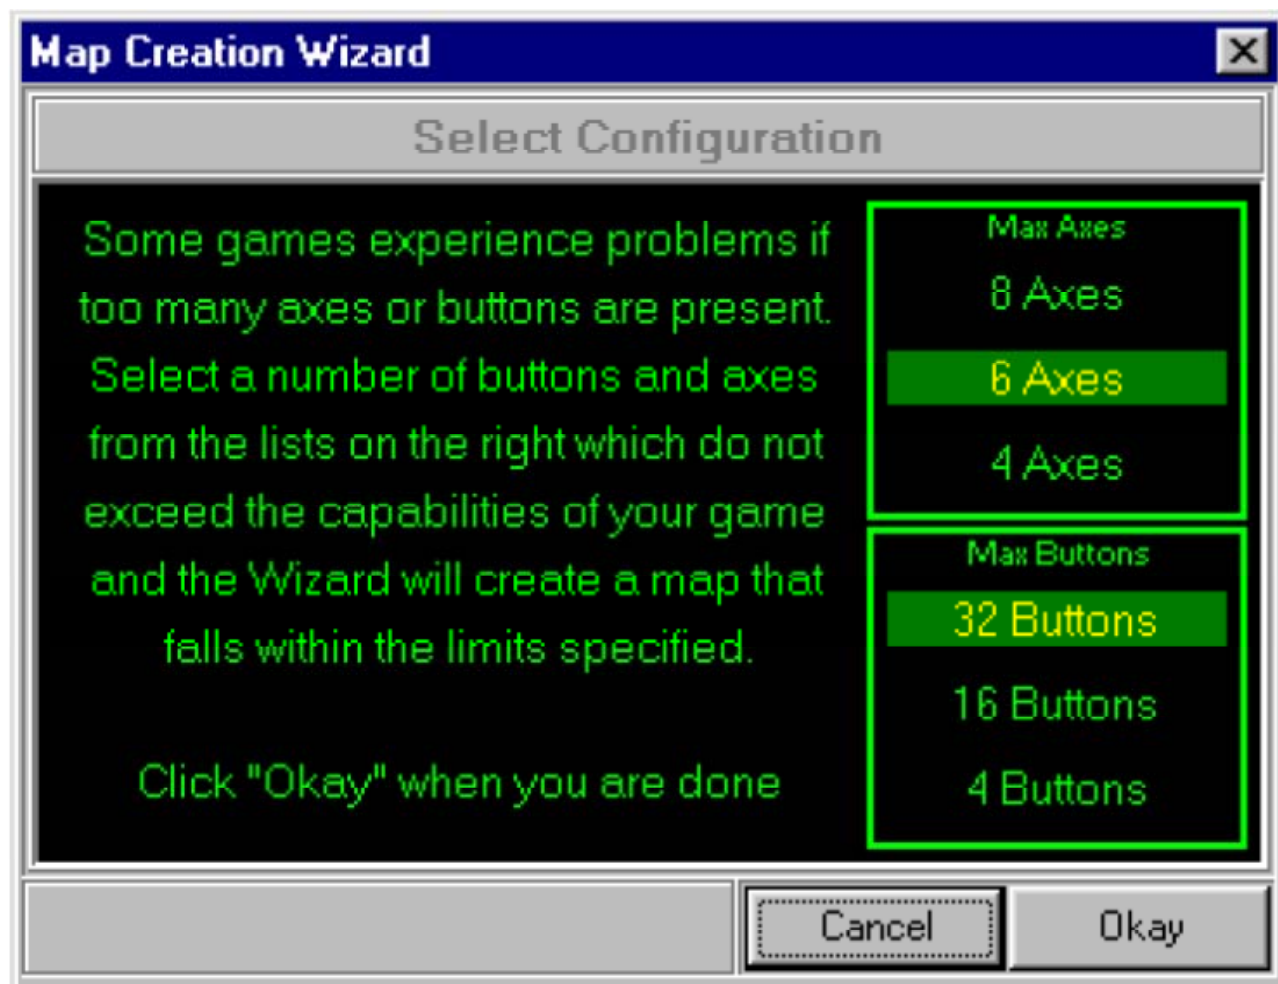 Map Creation Wizard
Select Configuration
Some games experience problems if
too many axes or buttons are present.
Select a number of buttons and axes
from the lists on the right which do not
exceed the capabilities of your game
and the Wizard will create a map that
falls within the limits specified.
Click "Okay" when you are done
Max Axes
8 Axes
6 Axes
4 Axes
Max Buttons
32 Buttons
16 Buttons
4 Buttons
Cancel
Okay